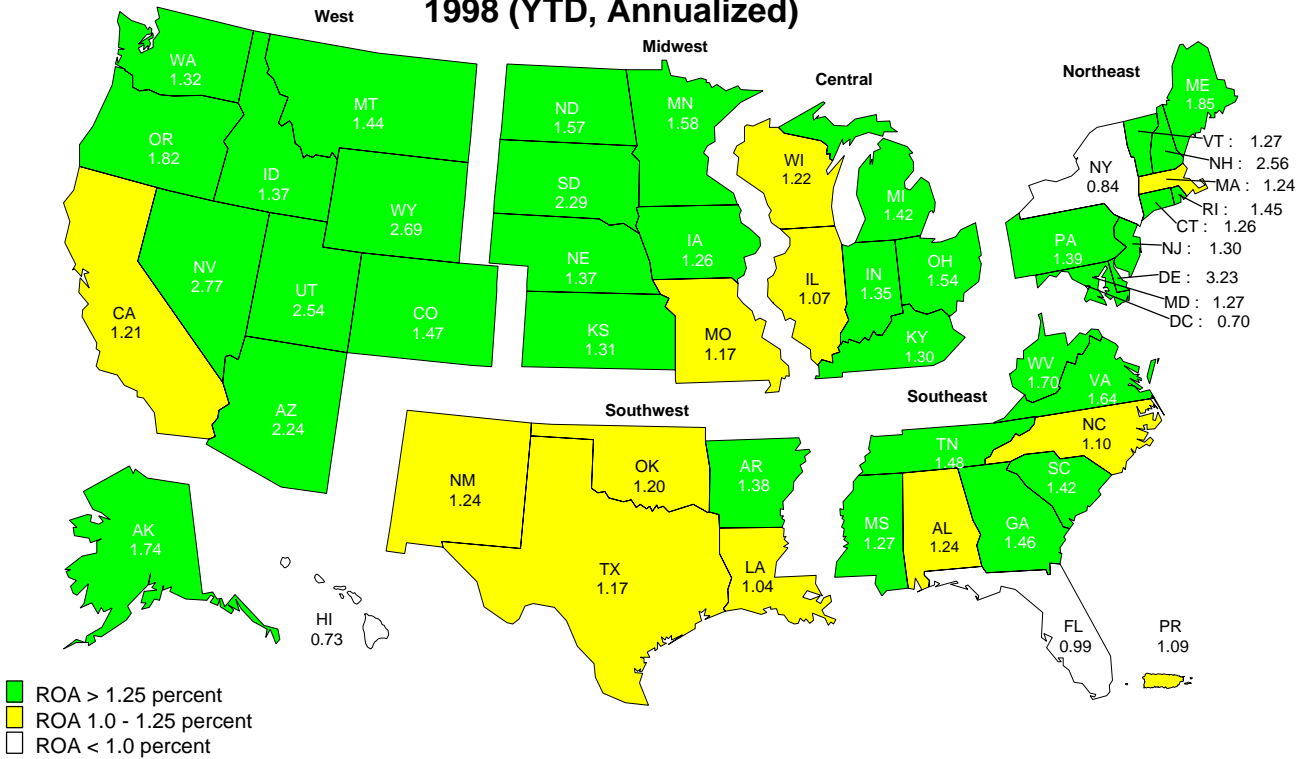 1998 (YTD, Annualized)
West
Midwest
Central
Northeast
WA
1.32
MT
1.44
OR
1.82
ID
1.37
WY
2.69
NV
2.77
UT
2.54
CO
1.47
CA
1.21
AZ
2.24
AK
1.74
HI
0.73
ND
1.57
MN
1.58
SD
2.29
IA
1.26
NE
1.37
KS
1.31
MO
1.17
WI
1.22
MI
1.42
IL
1.07
IN
1.35
OH
1.54
KY
1.30
ME
1.85
NY
0.84
VT : 1.27
NH : 2.56
MA : 1.24
RI : 1.45
CT : 1.26
PA
1.39
NJ : 1.30
DE : 3.23
MD : 1.27
DC : 0.70
Southwest
NM
1.24
OK
1.20
AR
1.38
TX
1.17
LA
1.04
Southeast
WV
1.70
VA
1.64
NC
1.10
TN
1.48
SC
1.42
MS
1.27
AL
1.24
GA
1.46
FL
0.99
PR
1.09
ROA > 1.25 percent
ROA 1.0 - 1.25 percent
ROA < 1.0 percent